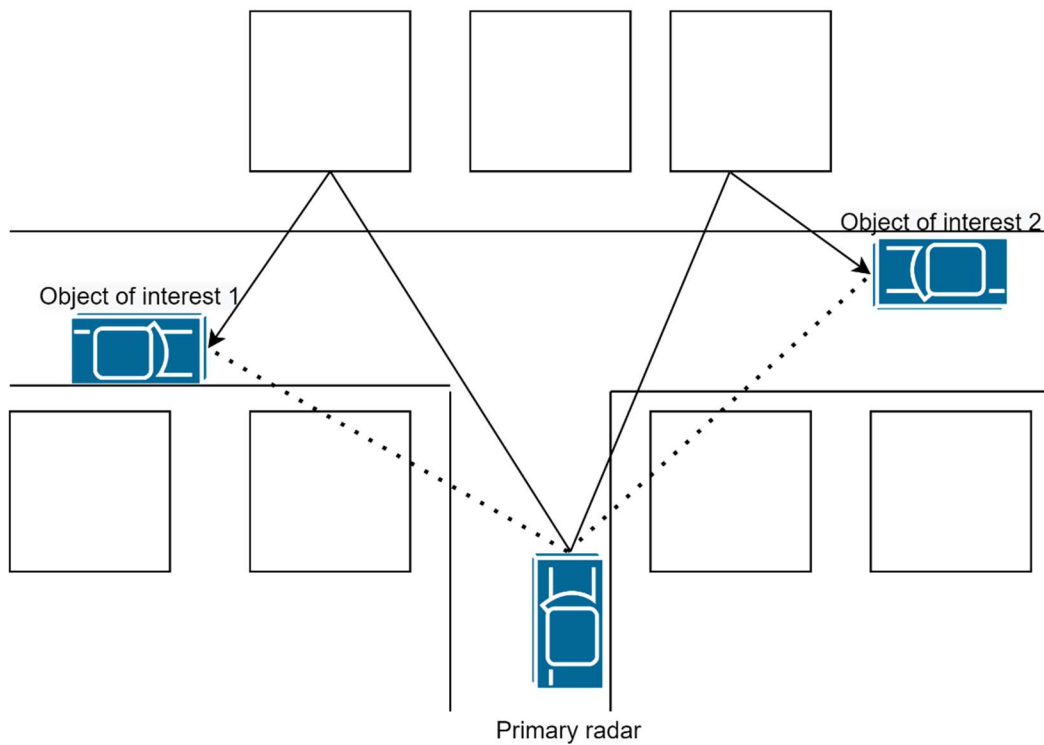 Object of interest 2
Object of interest 1
Primary radar